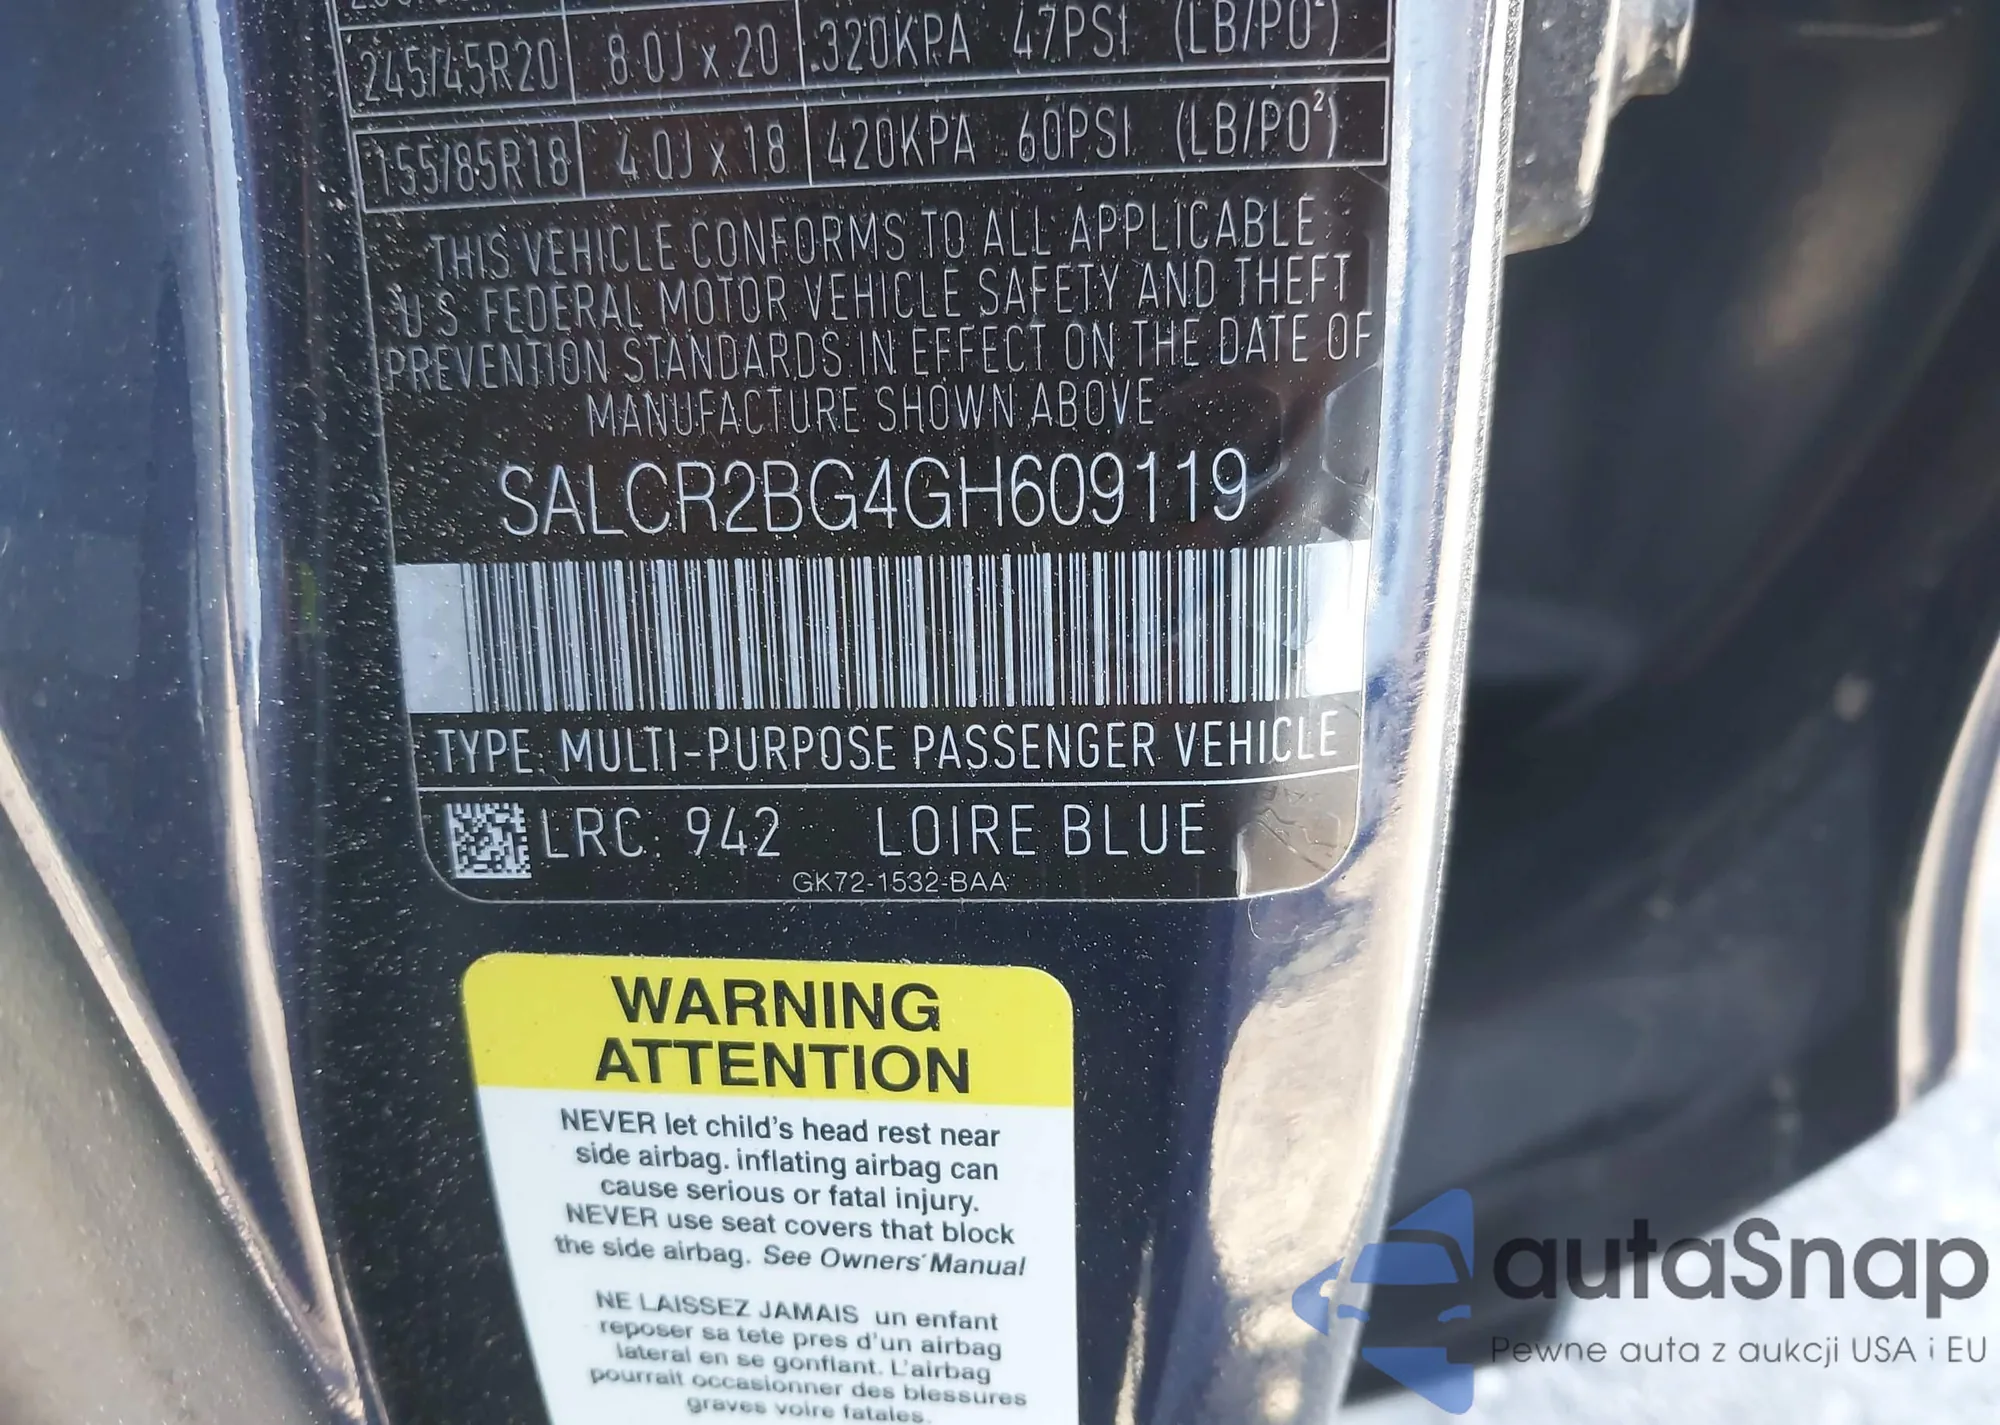 245/45R20 8.0J x 20 320KPA 47PSI (LB/PO²)
155/85R18 4.0J x 18 420KPA 60PSI (LB/PO²)
THIS VEHICLE CONFORMS TO ALL APPLICABLE
U.S. FEDERAL MOTOR VEHICLE SAFETY AND THEFT
PREVENTION STANDARDS IN EFFECT ON THE DATE OF
MANUFACTURE SHOWN ABOVE
SALCR2BG4GH609119
TYPE: MULTI-PURPOSE PASSENGER VEHICLE
LRC: 942 LOIRE BLUE
GK72-1532-BAA
WARNING
ATTENTION
NEVER let child's head rest near
side airbag. inflating airbag can
cause serious or fatal injury.
NEVER use seat covers that block
the side airbag. See Owners' Manual
NE LAISSEZ JAMAIS un enfant
reposer sa tete pres d'un airbag
lateral en se gonflant. L'airbag
pourrait occasionner des blessures
graves voire fatales.
autaSnap
Pewne auta z aukcji USA i EU